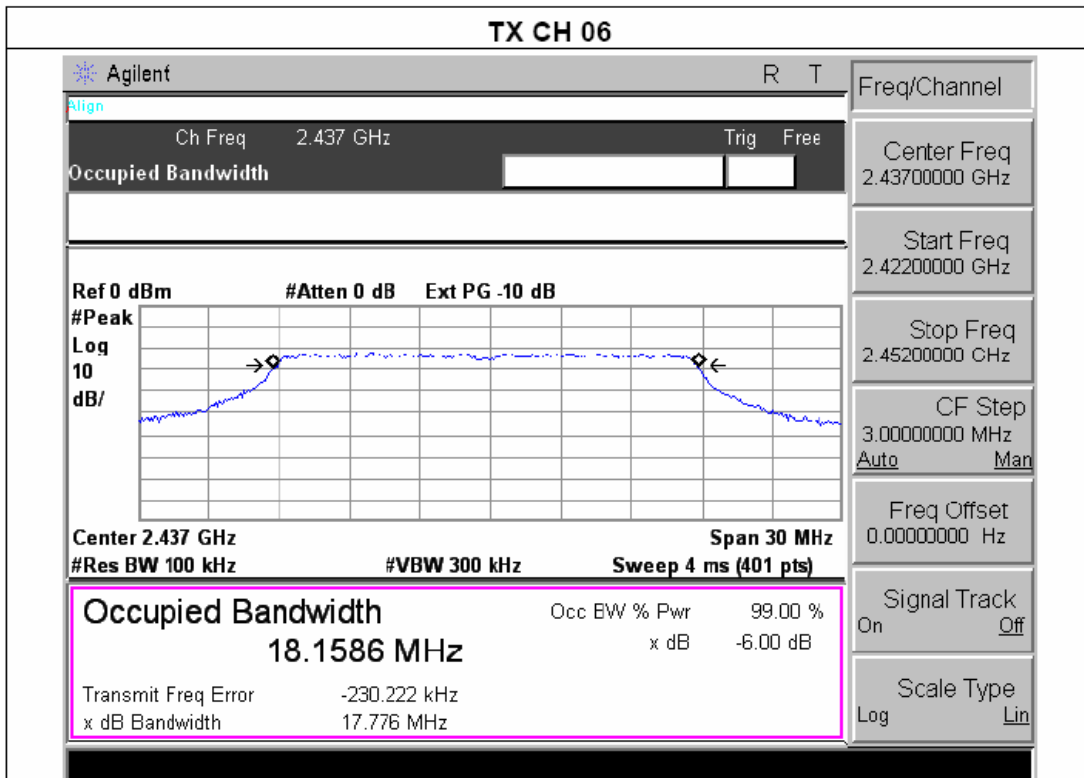 TX CH 06
Agilent R T
Align
Ch Freq 2.437 GHz Trig Free
Occupied Bandwidth
Ref 0 dBm #Atten 0 dB Ext PG -10 dB
#Peak
Log
10
dB/
Center 2.437 GHz Span 30 MHz
#Res BW 100 kHz #VBW 300 kHz Sweep 4 ms (401 pts)
Occupied Bandwidth Occ BW % Pwr 99.00 %
18.1586 MHz x dB -6.00 dB
Transmit Freq Error -230.222 kHz
x dB Bandwidth 17.776 MHz
Freq/Channel
Center Freq
2.43700000 GHz
Start Freq
2.42200000 GHz
Stop Freq
2.45200000 GHz
CF Step
3.00000000 MHz
Auto Man
Freq Offset
0.00000000 Hz
Signal Track
On Off
Scale Type
Log Lin